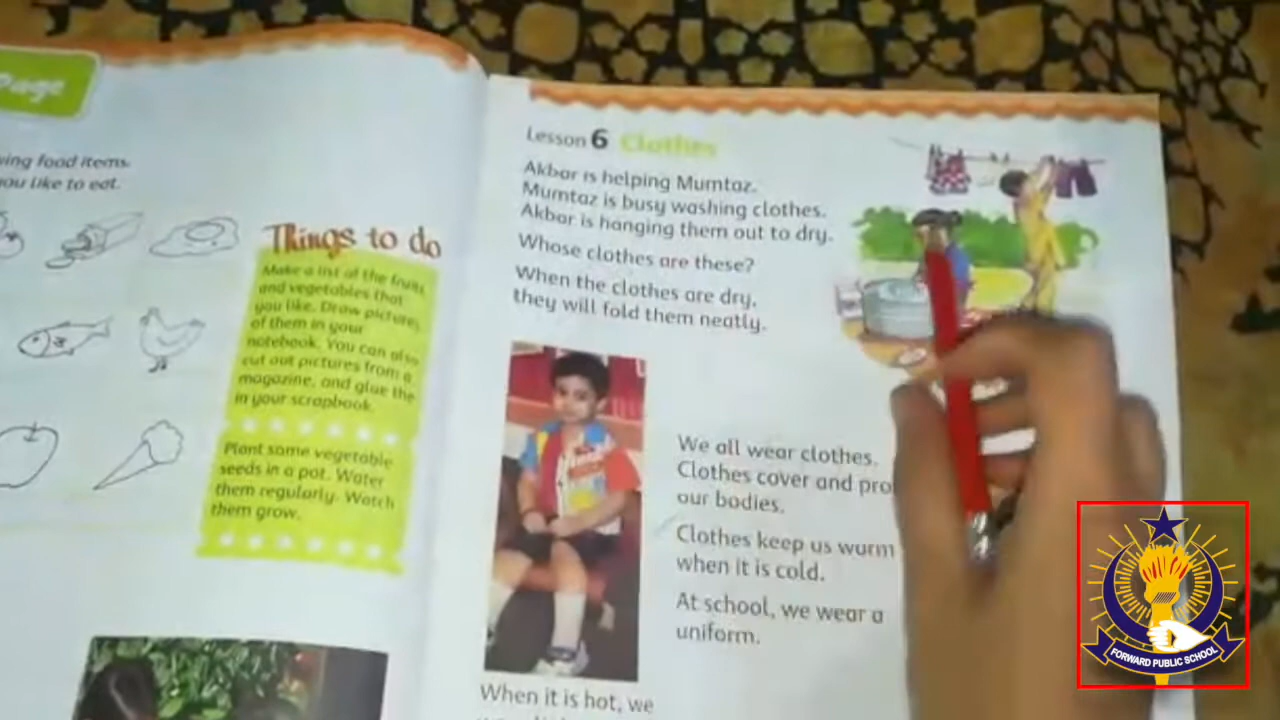 Page
food items.
you like to eat.
Things to do
Make a list of the fruits
and vegetables that
you like. Draw pictures
of them in your
notebook. You can also
cut out pictures from a
magazine, and glue the
in your scrapbook.
Plant some vegetable
seeds in a pot. Water
them regularly. Watch
them grow.
Lesson 6 Clothes
Akbar is helping Mumtaz.
Mumtaz is busy washing clothes.
Akbar is hanging them out to dry.
Whose clothes are these?
When the clothes are dry,
they will fold them neatly.
We all wear clothes.
Clothes cover and pro
our bodies.
Clothes keep us warm
when it is cold.
At school, we wear a
uniform.
When it is hot, we
FORWARD PUBLIC SCHOOL